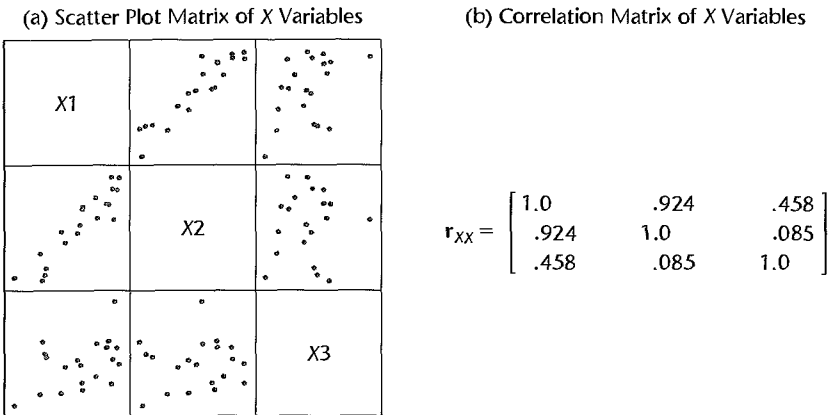 (a) Scatter Plot Matrix of X Variables
(b) Correlation Matrix of X Variables
X1
X2
X3
r_XX = [1.0 .924 .458
.924 1.0 .085
.458 .085 1.0]